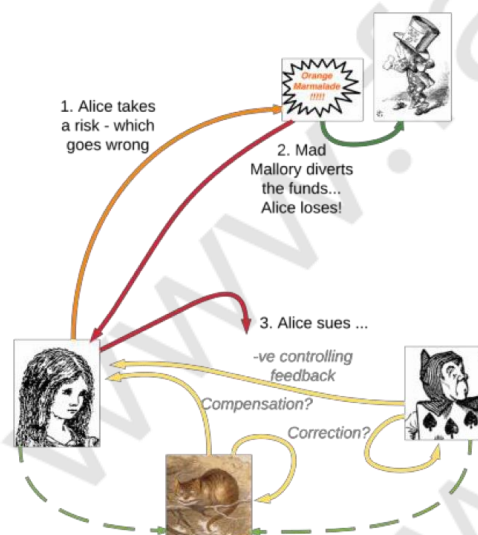 Orange
Marmalade
!!!!!
1. Alice takes
a risk - which
goes wrong
2. Mad
Mallory diverts
the funds...
Alice loses!
3. Alice sues ...
-ve controlling
feedback
Compensation?
Correction?